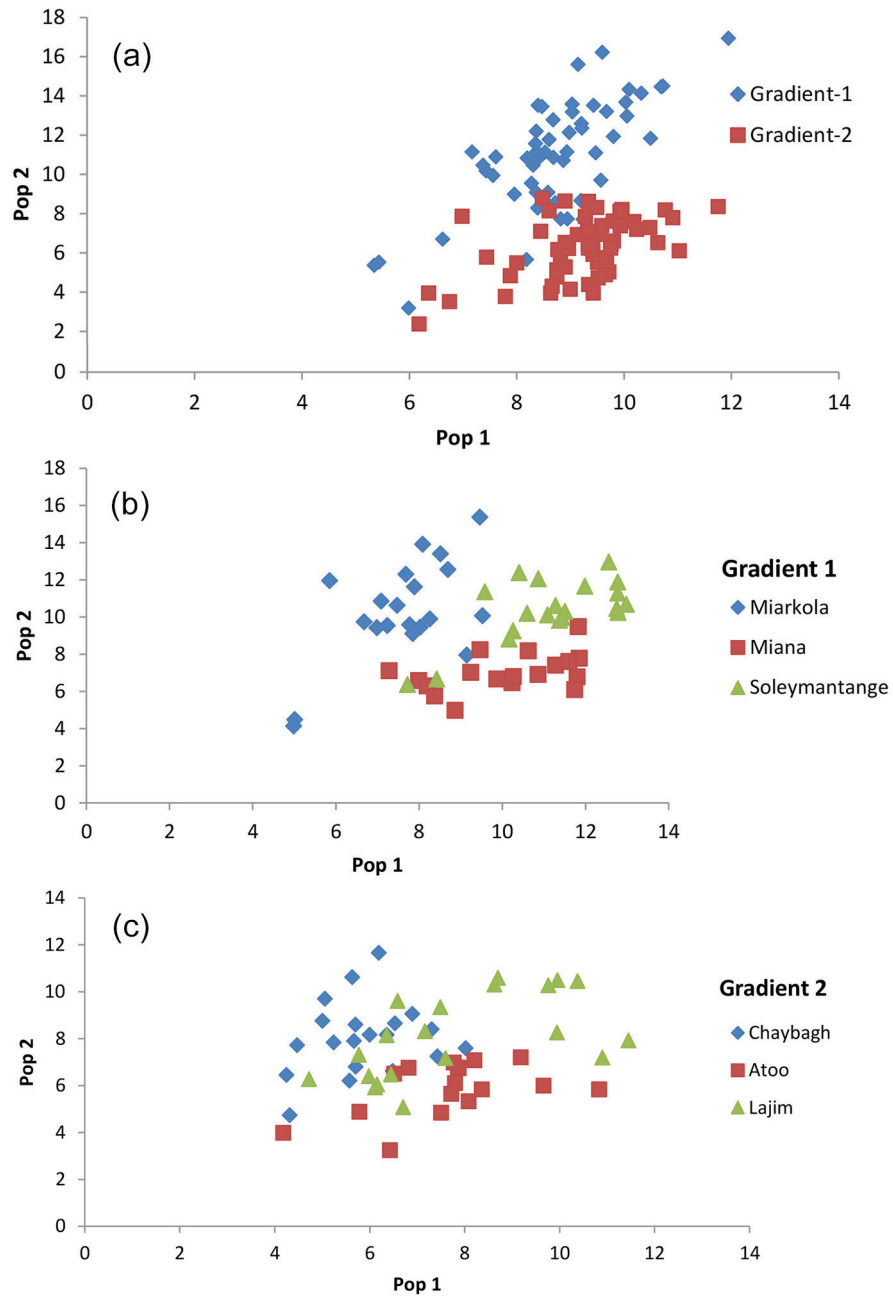 (a)
18
16
14
12
10
8
6
4
2
0
Pop 2
0 2 4 6 8 10 12 14
Pop 1
Gradient-1
Gradient-2
(b)
18
16
14
12
10
8
6
4
2
0
Pop 2
0 2 4 6 8 10 12 14
Pop 1
Gradient 1
Miarkola
Miana
Soleymantange
(c)
14
12
10
8
6
4
2
0
Pop 2
0 2 4 6 8 10 12 14
Pop 1
Gradient 2
Chaybagh
Atoo
Lajim